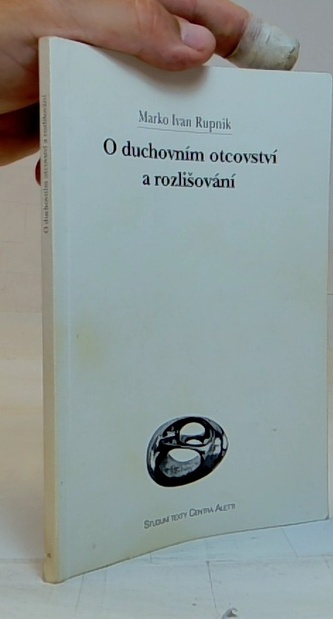 Marko Ivan Rupnik
O duchovním otcovství
a rozlišování
Studijní texty Centra Aletti
O duchovním otcovství a rozlišování